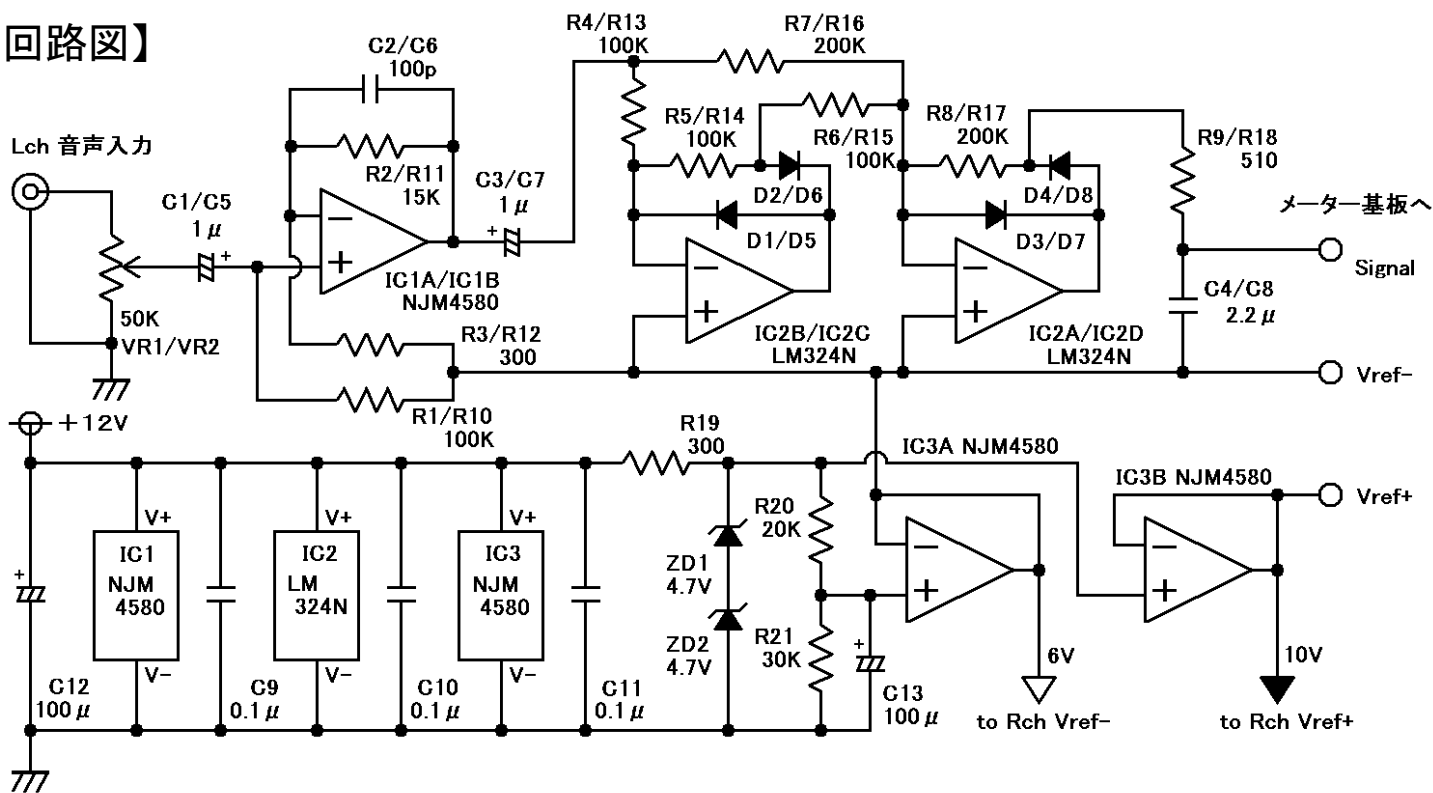 回路図】
Lch 音声入力
50K
VR1/VR2
C1/C5
1μ
+
C2/C6
100p
R2/R11
15K
−
+
IC1A/IC1B
NJM4580
R3/R12
300
R1/R10
100K
C3/C7
1μ
+
R4/R13
100K
R7/R16
200K
R5/R14
100K
R6/R15
100K
D2/D6
D1/D5
−
+
IC2B/IC2C
LM324N
R8/R17
200K
D4/D8
D3/D7
−
+
IC2A/IC2D
LM324N
R9/R18
510
メーター基板へ
Signal
C4/C8
2.2μ
Vref-
+12V
+
C12
100μ
V+
IC1
NJM
4580
V-
C9
0.1μ
V+
IC2
LM
324N
V-
C10
0.1μ
V+
IC3
NJM
4580
V-
C11
0.1μ
R19
300
ZD1
4.7V
ZD2
4.7V
R20
20K
R21
30K
+
C13
100μ
IC3A NJM4580
−
+
6V
to Rch Vref-
IC3B NJM4580
−
+
Vref+
10V
to Rch Vref+